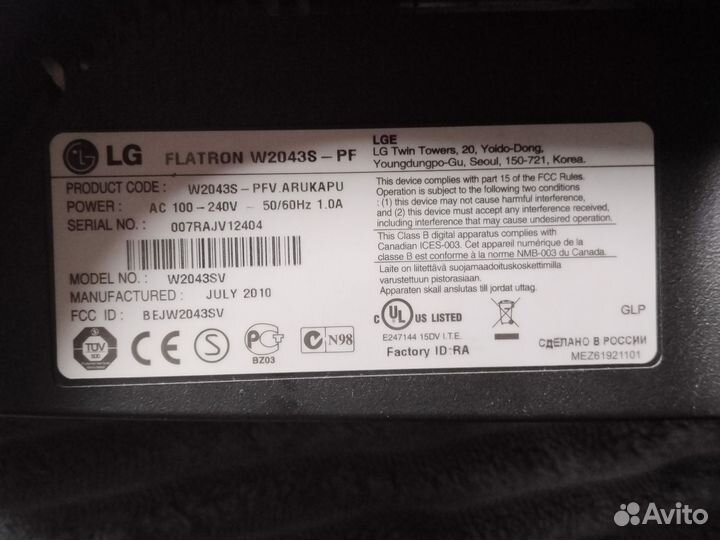 LG FLATRON W2043S-PF
PRODUCT CODE : W2043S-PFV.ARUKAPU
POWER : AC 100-240V ~ 50/60Hz 1.0A
SERIAL NO. : 007RAJV12404
MODEL NO. : W2043SV
MANUFACTURED : JULY 2010
FCC ID : BEJW2043SV
TÜV
CE
S
BZ03
N98
LGE
LG Twin Towers, 20, Yoido-Dong,
Youngdungpo-Gu, Seoul, 150-721, Korea.
This device complies with part 15 of the FCC Rules.
Operation is subject to the following two conditions
: (1) this device may not cause harmful interference,
and (2) this device must accept any interference received,
including interference that may cause undesired operation.
This Class B digital apparatus complies with
Canadian ICES-003. Cet appareil numérique de la
classe B est conforme à la norme NMB-003 du Canada.
Laite on liitettävä suojamaadoituskoskettimilla
varustettuun pistorasiaan.
Apparaten skall anslutas till jordat uttag.
c UL US LISTED
E247144 15DV I.T.E.
Factory ID-RA
GLP
СДЕЛАНО В РОССИИ
MEZ61921101
Avito